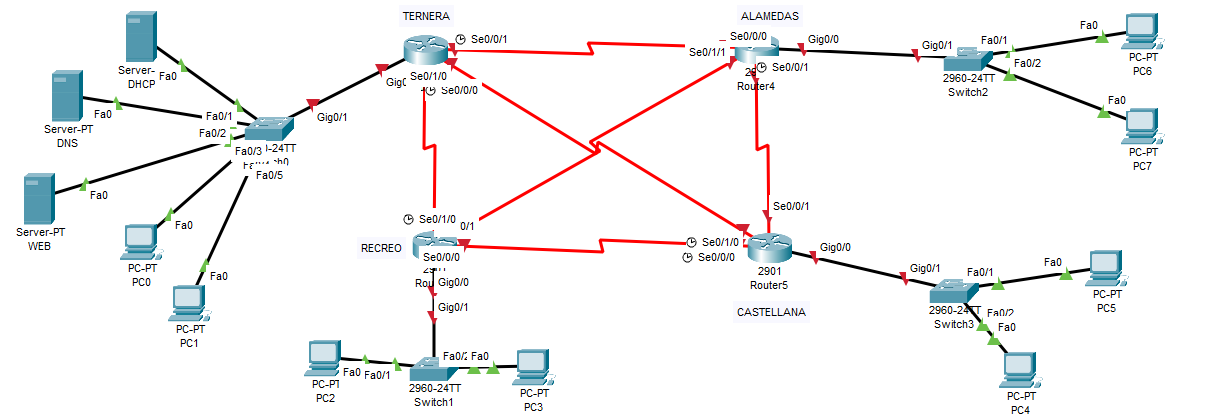 TERNERA
ALAMEDAS
Se0/0/1
Se0/0/0
Gig0/0
Gig0/1
Fa0/1
Fa0
PC-PT
PC6
Server-
DHCP
Fa0
Se0/1/0
Se0/0/0
Se0/1/1
Se0/0/1
Router4
Fa0/2
2960-24TT
Switch2
Server-PT
DNS
Fa0
Fa0/1
Gig0/1
Fa0
PC-PT
PC7
Fa0/2
Fa0/3
Fa0/5
Fa0
Server-PT
WEB
Fa0
PC-PT
PC0
Fa0
PC-PT
PC1
Se0/1/0
0/1
RECREO
Se0/0/0
Se0/0/1
Se0/1/0
Se0/0/0
2901
Router5
Gig0/0
CASTELLANA
Gig0/0
Gig0/1
Gig0/1
Fa0/1
Fa0
PC-PT
PC5
2960-24TT
Switch3
Fa0/2
Fa0
PC-PT
PC4
Fa0
Fa0/1
Fa0/2
Fa0
PC2
2960-24TT
Switch1
PC-PT
PC3